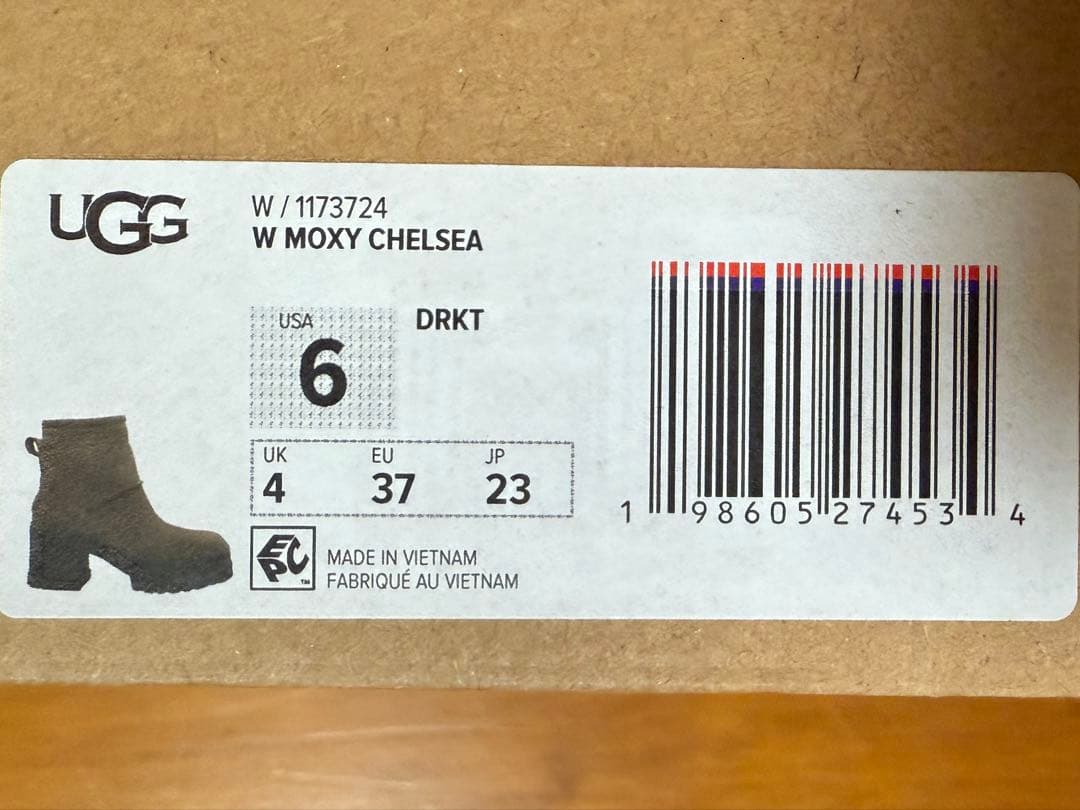 UGG
W / 1173724
W MOXY CHELSEA
USA
6
DRKT
UK EU JP
4 37 23
EPC
TM
MADE IN VIETNAM
FABRIQUÉ AU VIETNAM
1 98605 27453 4